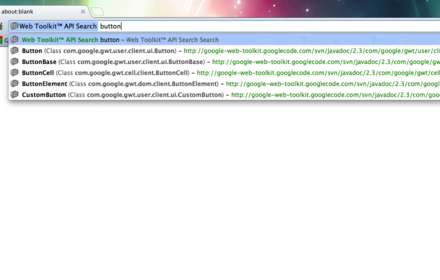 about:blank
Web Toolkit™ API Search button
Web Toolkit™ API Search button – Web Toolkit™ API Search Search
Button (Class com.google.gwt.user.client.ui.Button) – http://google-web-toolkit.googlecode.com/svn/javadoc/2.3/com/google/gwt/user/cli
ButtonBase (Class com.google.gwt.user.client.ui.ButtonBase) – http://google-web-toolkit.googlecode.com/svn/javadoc/2.3/com/google/gw
ButtonCell (Class com.google.gwt.cell.client.ButtonCell) – http://google-web-toolkit.googlecode.com/svn/javadoc/2.3/com/google/gwt/cell
ButtonElement (Class com.google.gwt.dom.client.ButtonElement) – http://google-web-toolkit.googlecode.com/svn/javadoc/2.3/com/google/
CustomButton (Class com.google.gwt.user.client.ui.CustomButton) – http://google-web-toolkit.googlecode.com/svn/javadoc/2.3/com/googl